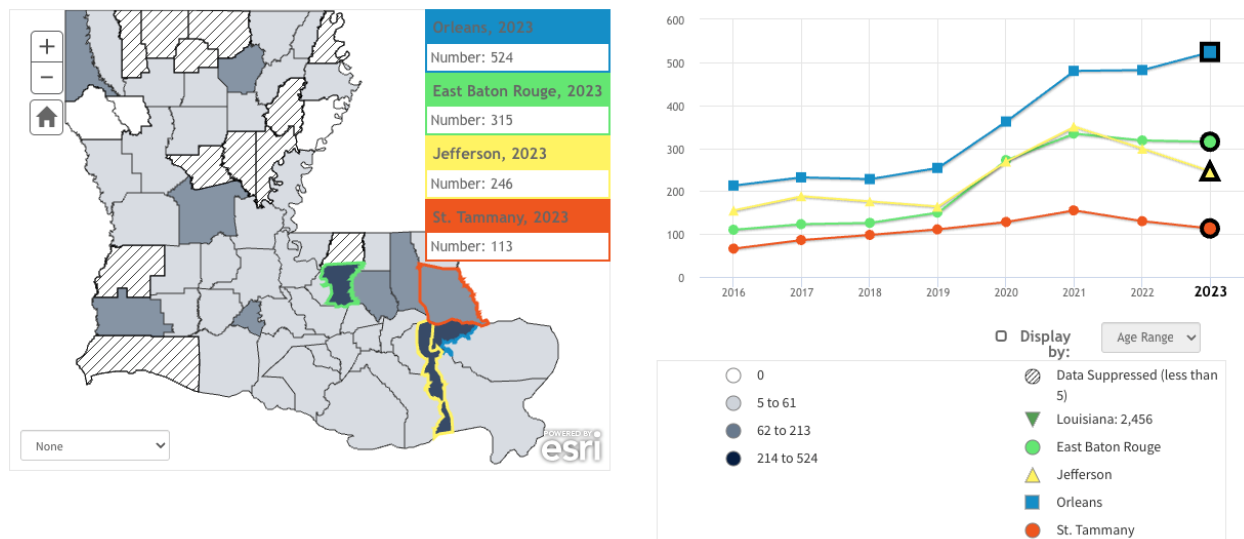 +
−
Orleans, 2023
Number: 524
East Baton Rouge, 2023
Number: 315
Jefferson, 2023
Number: 246
St. Tammany, 2023
Number: 113
POWERED BY
esri
None
600
500
400
300
200
100
0
2016 2017 2018 2019 2020 2021 2022 2023
Display
by:
Age Range
0
5 to 61
62 to 213
214 to 524
Data Suppressed (less than
5)
Louisiana: 2,456
East Baton Rouge
Jefferson
Orleans
St. Tammany